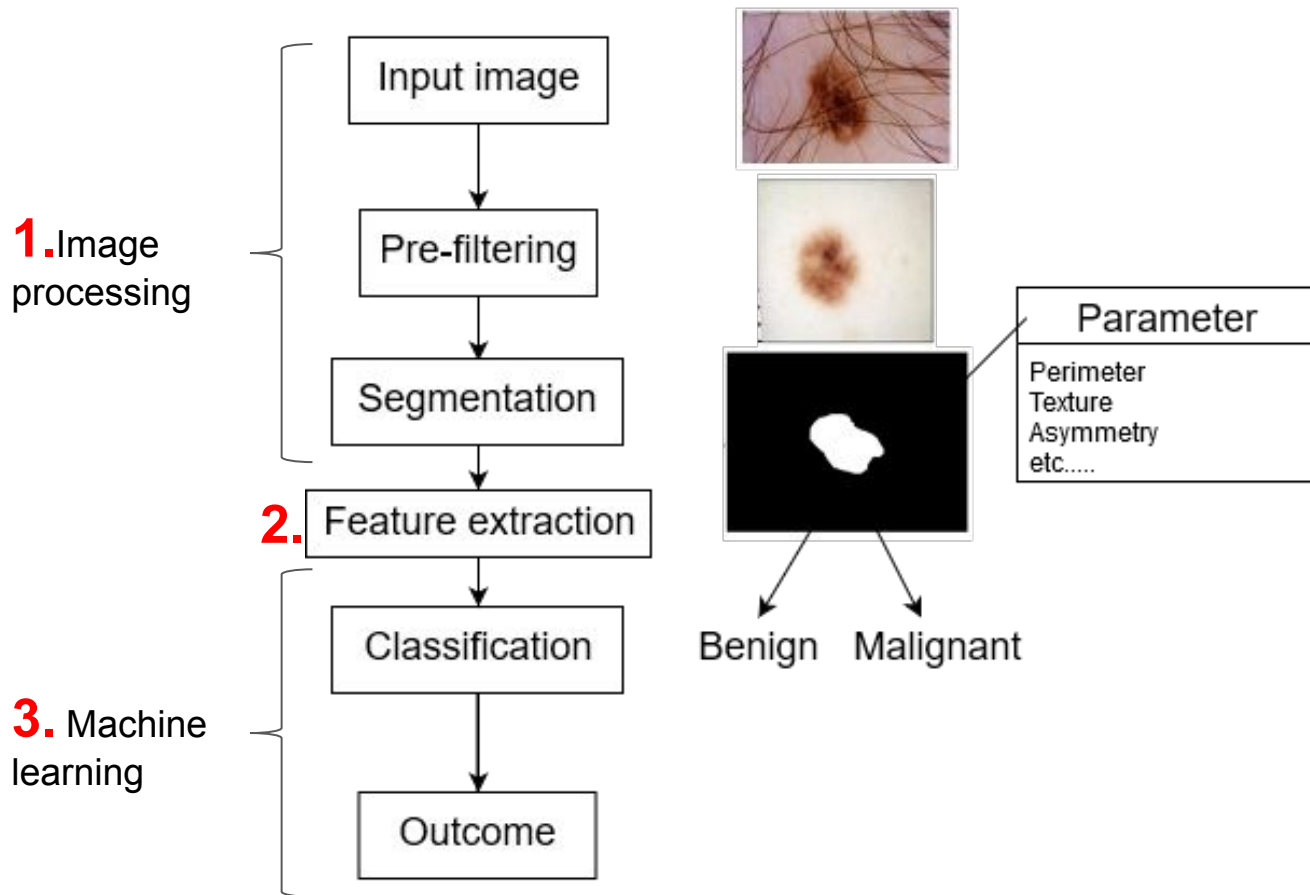 Input image
Pre-filtering
1.Image
processing
Segmentation
2. Feature extraction
Classification
3. Machine
learning
Outcome
Parameter
Perimeter
Texture
Asymmetry
etc.....
Benign Malignant